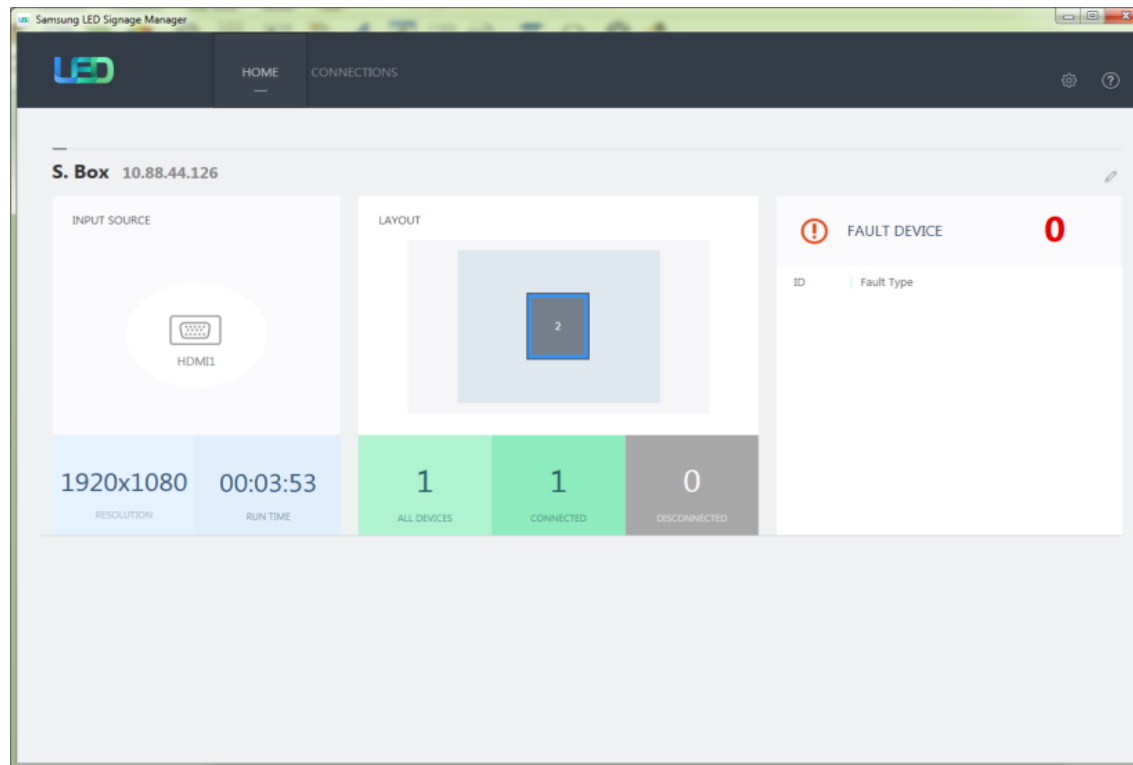 Samsung LED Signage Manager
LED
HOME
CONNECTIONS
?
S. Box 10.88.44.126
INPUT SOURCE
HDMI1
1920x1080
RESOLUTION
00:03:53
RUN TIME
LAYOUT
2
1
ALL DEVICES
1
CONNECTED
0
DISCONNECTED
! FAULT DEVICE 0
ID Fault Type